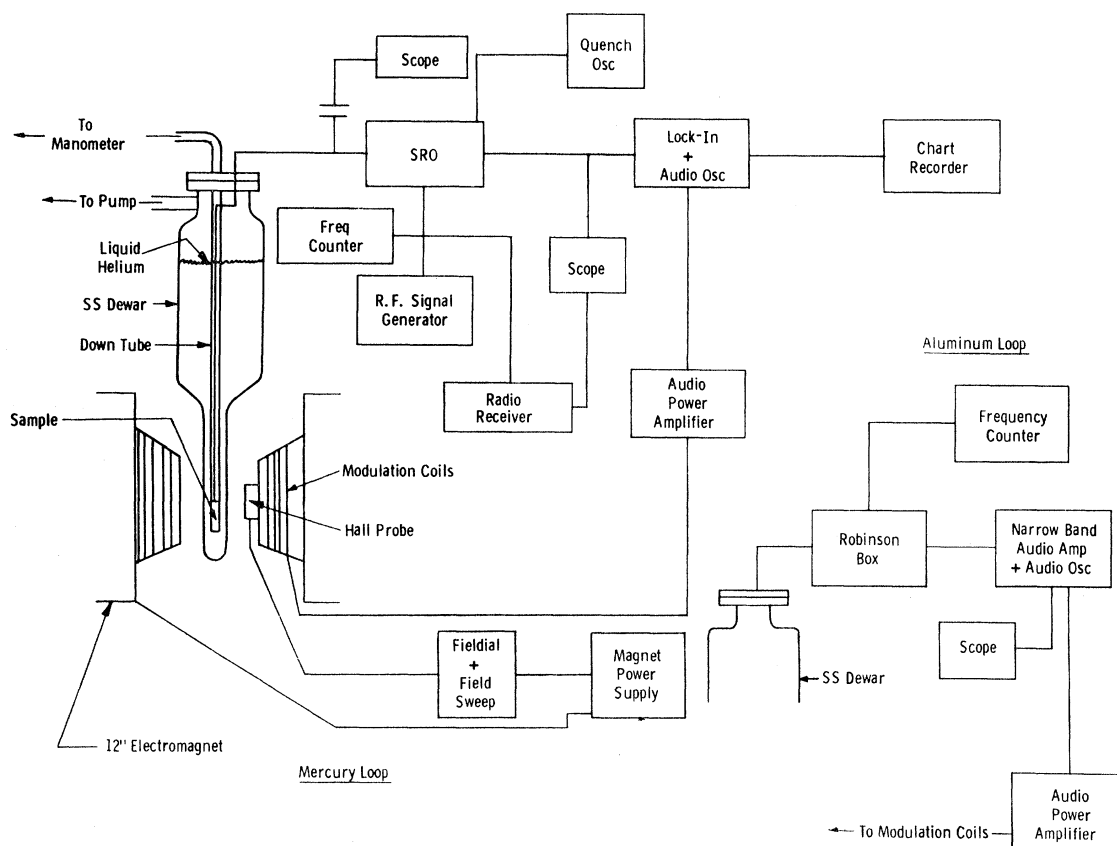 Scope
Quench
Osc
To
Manometer
SRO
Lock-In
+
Audio Osc
Chart
Recorder
To Pump
Freq
Counter
Liquid
Helium
Scope
SS Dewar
R.F. Signal
Generator
Down Tube
Aluminum Loop
Radio
Receiver
Audio
Power
Amplifier
Sample
Frequency
Counter
Modulation Coils
Hall Probe
Robinson
Box
Narrow Band
Audio Amp
+ Audio Osc
Fieldial
+
Field
Sweep
Magnet
Power
Supply
Scope
SS Dewar
12" Electromagnet
Mercury Loop
Audio
Power
Amplifier
To Modulation Coils